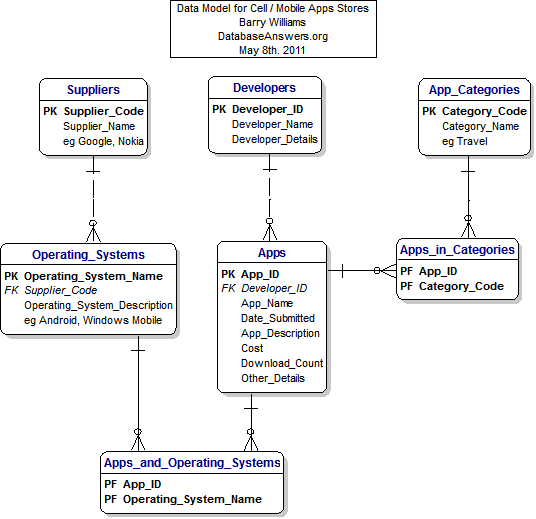 Data Model for Cell / Mobile Apps Stores
Barry Williams
DatabaseAnswers.org
May 8th. 2011
Suppliers
PK Supplier_Code
Supplier_Name
eg Google, Nokia
Developers
PK Developer_ID
Developer_Name
Developer_Details
App_Categories
PK Category_Code
Category_Name
eg Travel
Operating_Systems
PK Operating_System_Name
FK Supplier_Code
Operating_System_Description
eg Android, Windows Mobile
Apps
PK App_ID
FK Developer_ID
App_Name
Date_Submitted
App_Description
Cost
Download_Count
Other_Details
Apps_in_Categories
PF App_ID
PF Category_Code
Apps_and_Operating_Systems
PF App_ID
PF Operating_System_Name